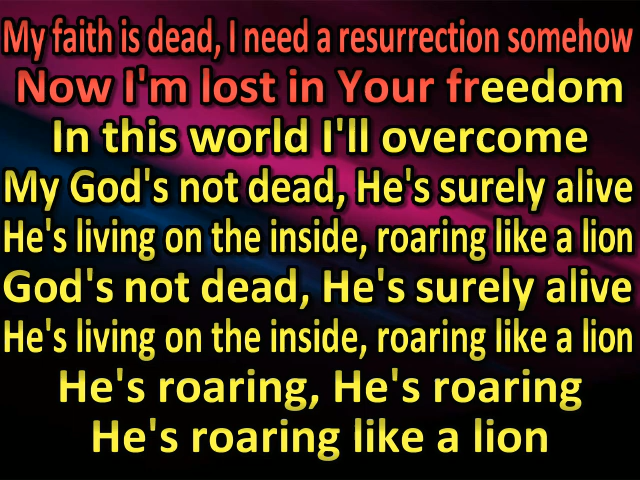 My faith is dead, I need a resurrection somehow
Now I'm lost in Your freedom
In this world I'll overcome
My God's not dead, He's surely alive
He's living on the inside, roaring like a lion
God's not dead, He's surely alive
He's living on the inside, roaring like a lion
He's roaring, He's roaring
He's roaring like a lion